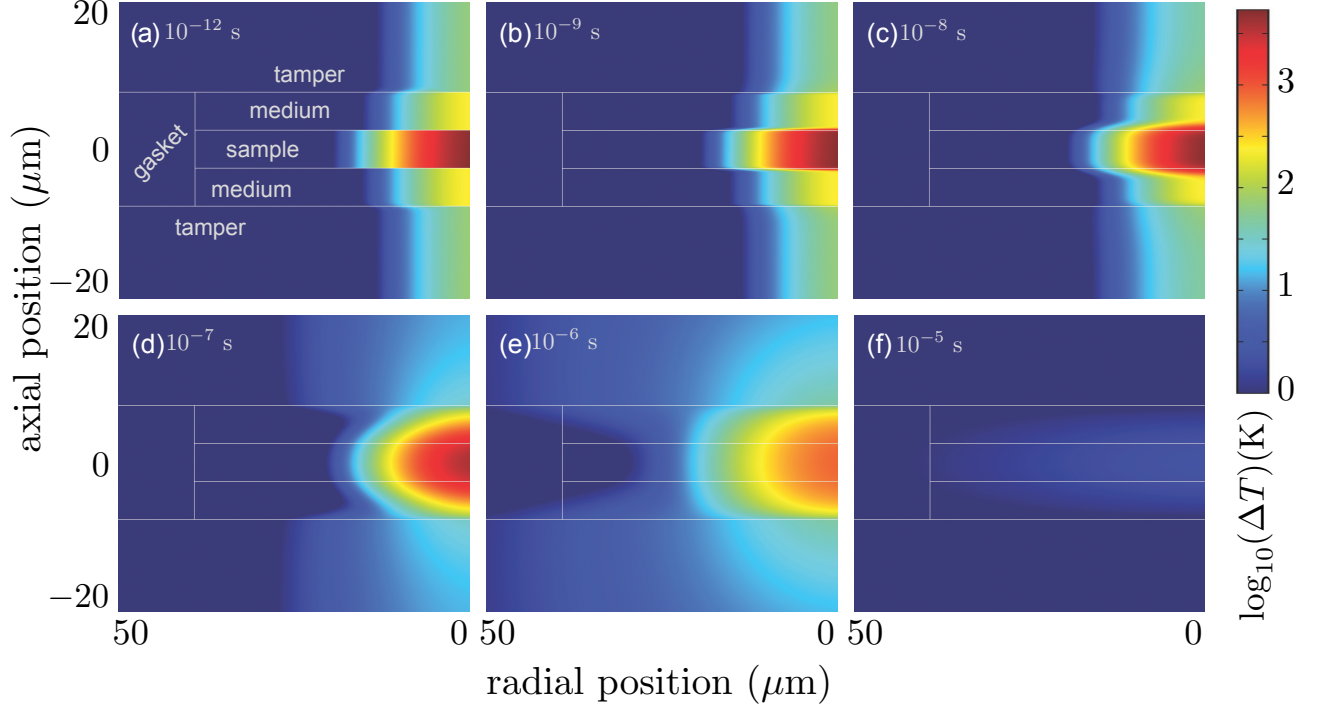 20
(a) 10⁻¹² s
(b) 10⁻⁹ s
(c) 10⁻⁸ s
tamper
medium
gasket
sample
medium
tamper
0
−20
axial position (μm)
3
2
1
0
log₁₀(ΔT)(K)
20
(d) 10⁻⁷ s
(e) 10⁻⁶ s
(f) 10⁻⁵ s
0
−20
50 0
50 0
50 0
radial position (μm)